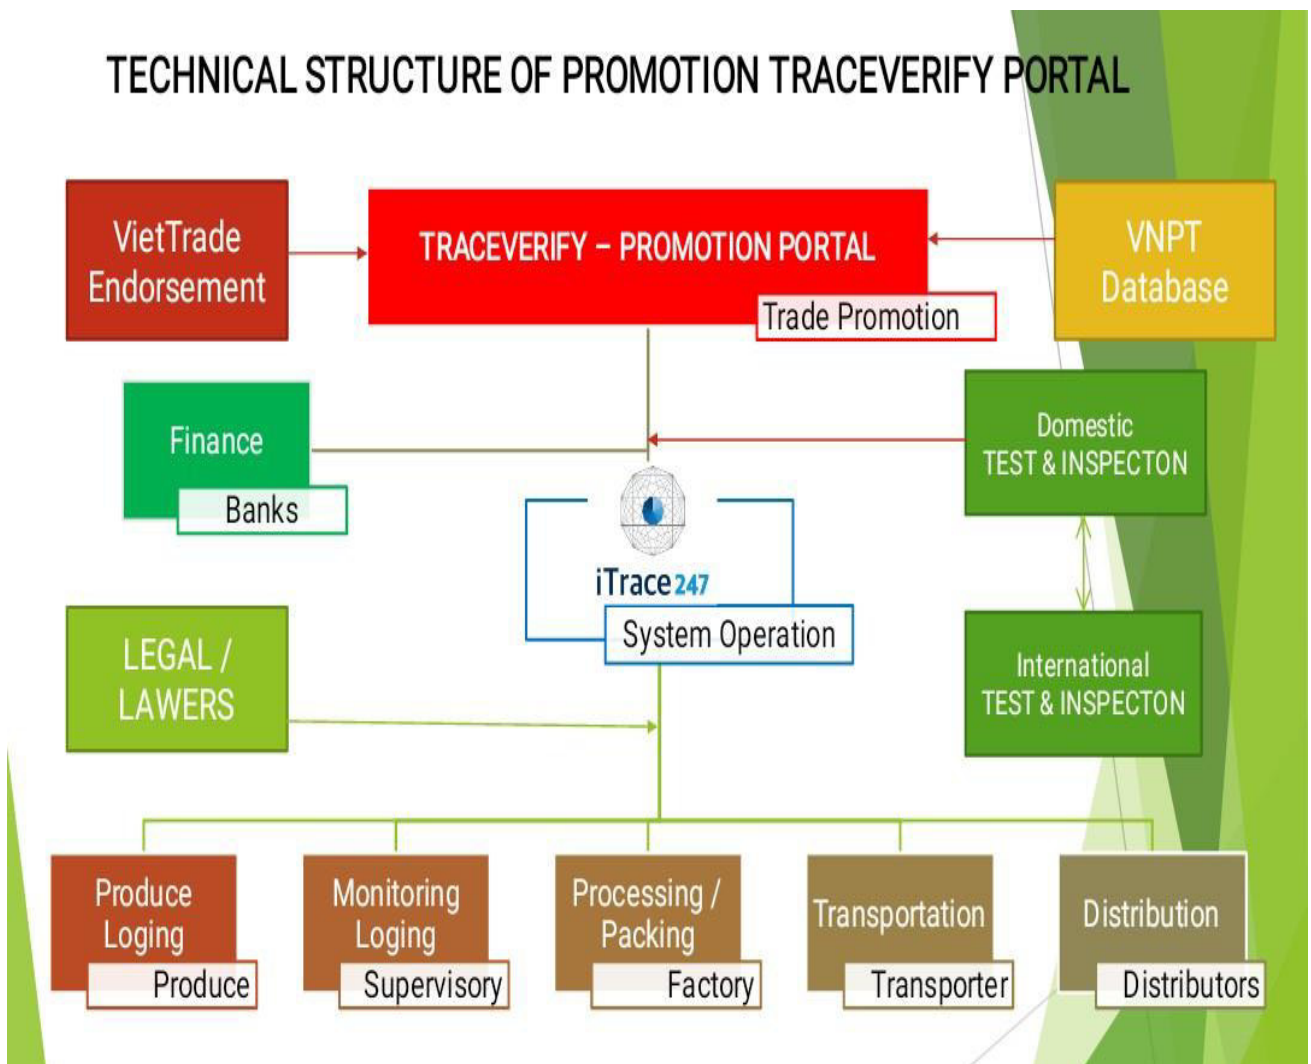 TECHNICAL STRUCTURE OF PROMOTION TRACEVERIFY PORTAL
VietTrade
Endorsement
TRACEVERIFY – PROMOTION PORTAL
Trade Promotion
VNPT
Database
Finance
Banks
Domestic
TEST & INSPECTON
iTrace247
System Operation
LEGAL /
LAWERS
International
TEST & INSPECTON
Produce
Loging
Produce
Monitoring
Loging
Supervisory
Processing /
Packing
Factory
Transportation
Transporter
Distribution
Distributors